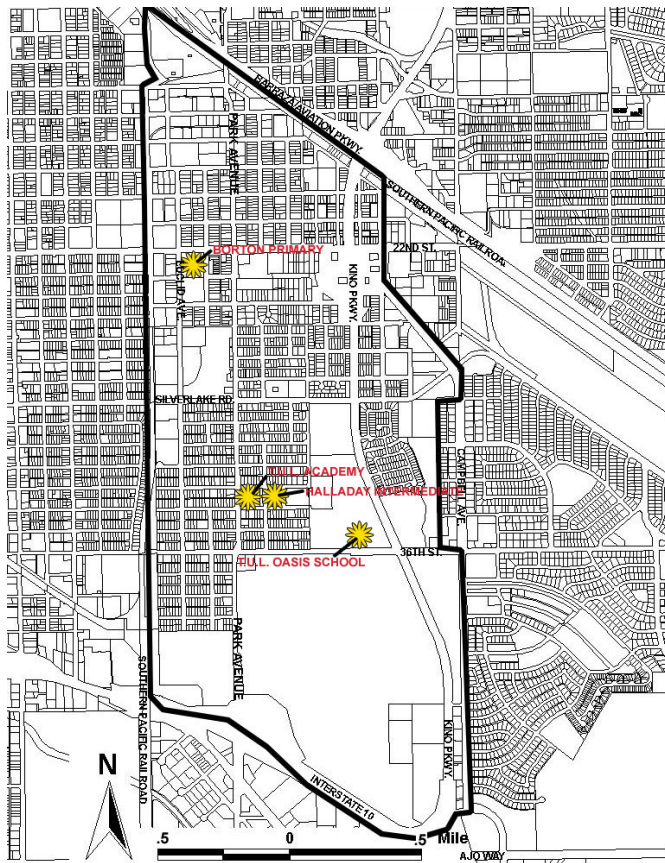 BARRAZA/AVIATION PKWY.
PARK AVENUE
SOUTHERN PACIFIC RAILROAD
BORTON PRIMARY
22ND ST.
KINO PKWY.
SILVERLAKE RD.
CAMPBELL AVE.
T.U.L. ACADEMY
HALLADAY INTERMEDIATE
36TH ST.
T.U.L. OASIS SCHOOL
PARK AVENUE
SOUTHERN PACIFIC RAILROAD
KINO PKWY.
N
INTERSTATE 10
.5 0 .5 Mile
AJO WAY